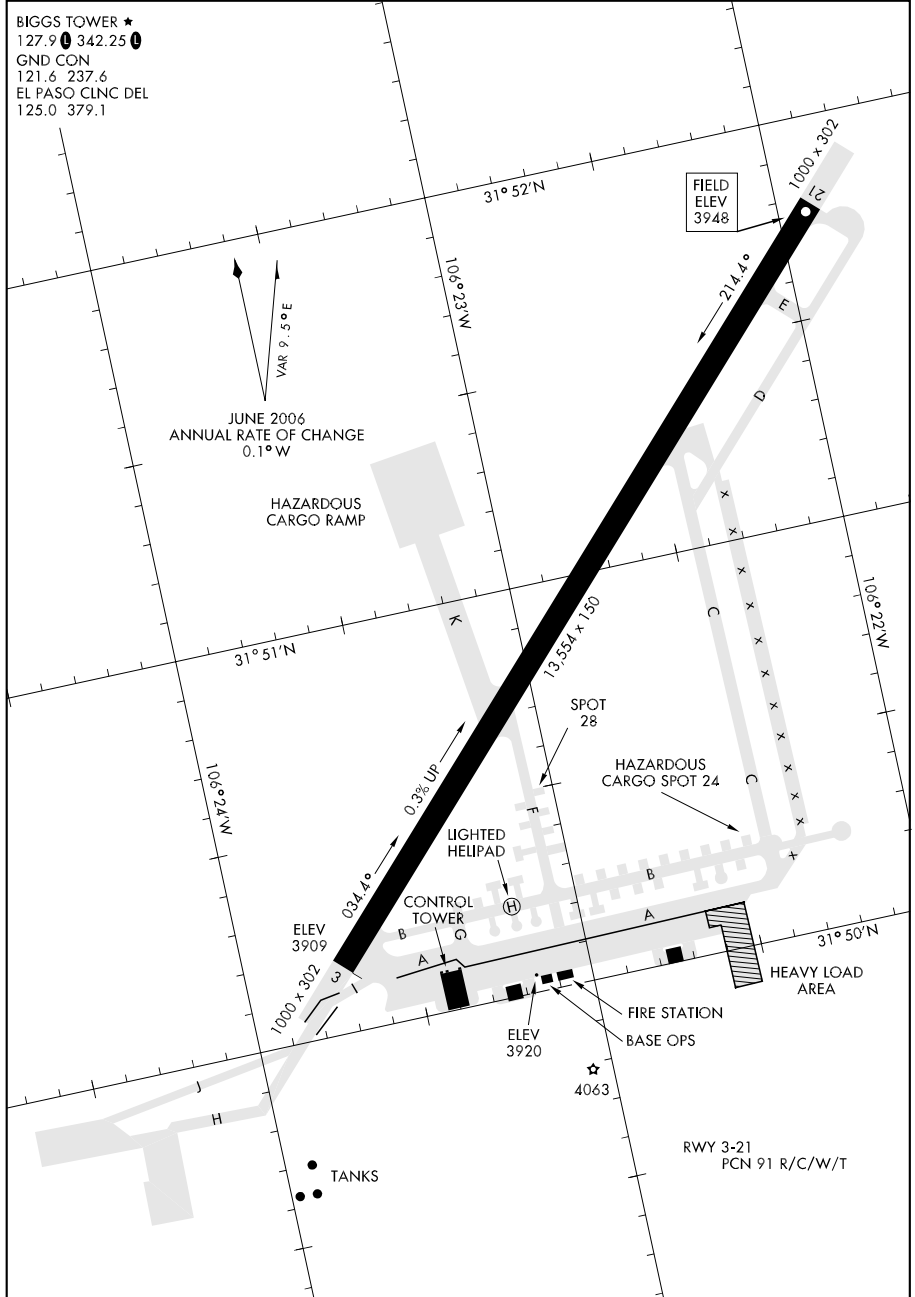 BIGGS TOWER ★
127.9 Ⓛ 342.25 Ⓛ
GND CON
121.6 237.6
EL PASO CLNC DEL
125.0 379.1
1000 x 302
21
FIELD
ELEV
3948
31°52'N
106°23'W
214.4°
VAR 9.5°E
E
D
JUNE 2006
ANNUAL RATE OF CHANGE
0.1° W
HAZARDOUS
CARGO RAMP
K
C
106°22'W
13,554 x 150
31°51'N
SPOT
28
HAZARDOUS
CARGO SPOT 24
C
0.3% UP
106°24'W
F
LIGHTED
HELIPAD
034.4°
B
H
CONTROL
TOWER
A
ELEV
3909
B
G
A
31°50'N
3
I
HEAVY LOAD
AREA
1000 x 302
FIRE STATION
BASE OPS
ELEV
3920
4063
J
H
RWY 3-21
PCN 91 R/C/W/T
TANKS